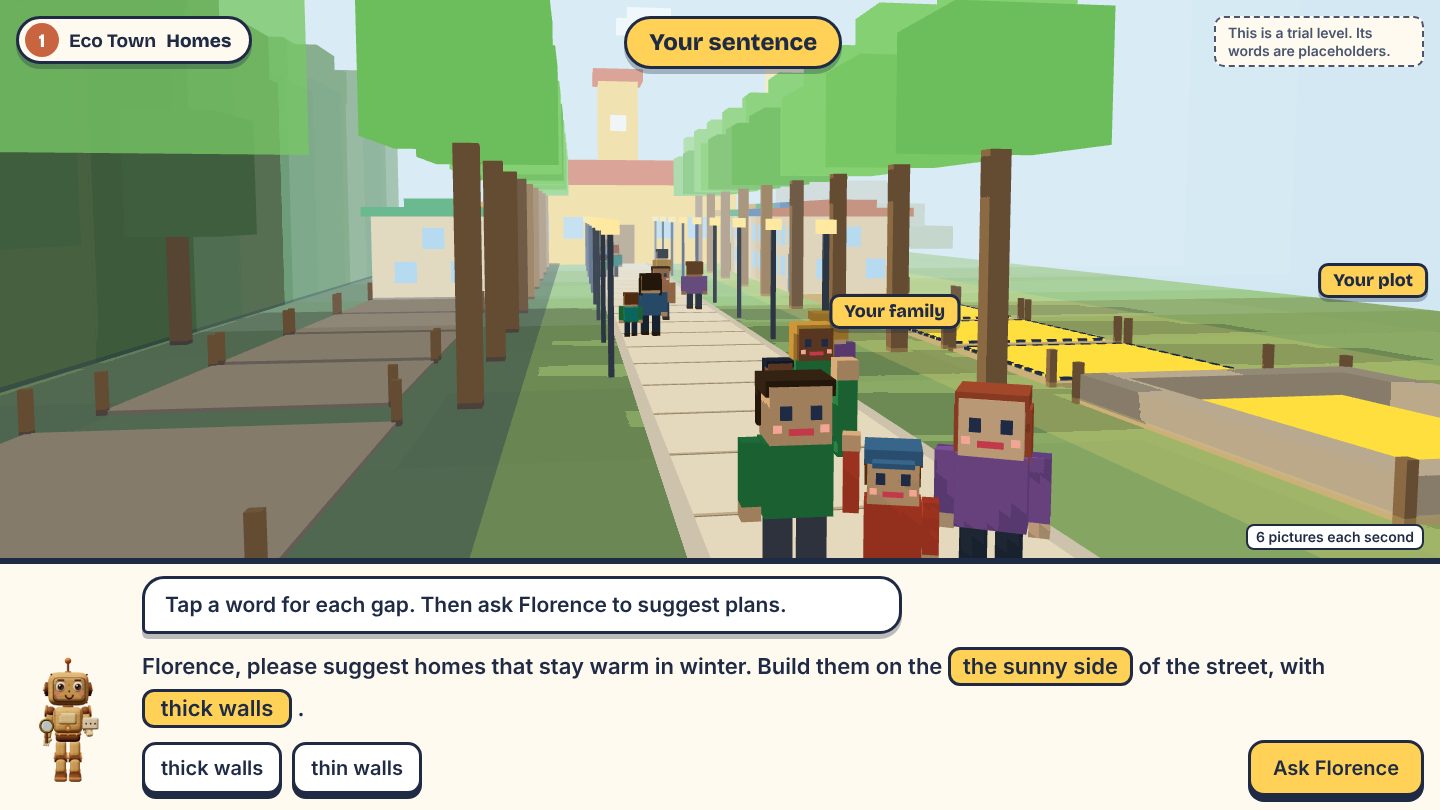 1 Eco Town Homes
Your sentence
This is a trial level. Its
words are placeholders.
Your plot
Your family
6 pictures each second
Tap a word for each gap. Then ask Florence to suggest plans.
Florence, please suggest homes that stay warm in winter. Build them on the the sunny side of the street, with
thick walls .
thick walls
thin walls
Ask Florence